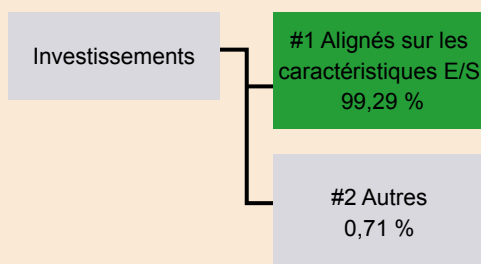 Investissements
#1 Alignés sur les
caractéristiques E/S
99,29 %
#2 Autres
0,71 %